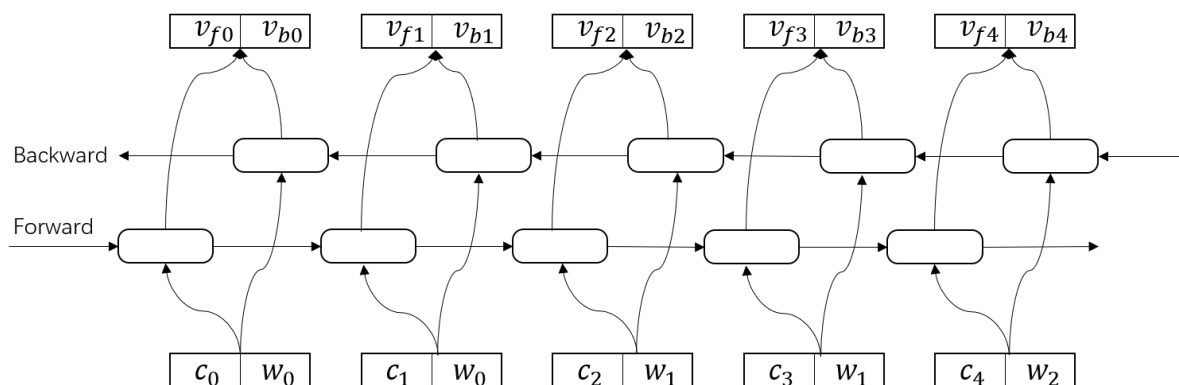 v_f0 v_b0 v_f1 v_b1 v_f2 v_b2 v_f3 v_b3 v_f4 v_b4
Backward
Forward
c_0 w_0 c_1 w_0 c_2 w_1 c_3 w_1 c_4 w_2